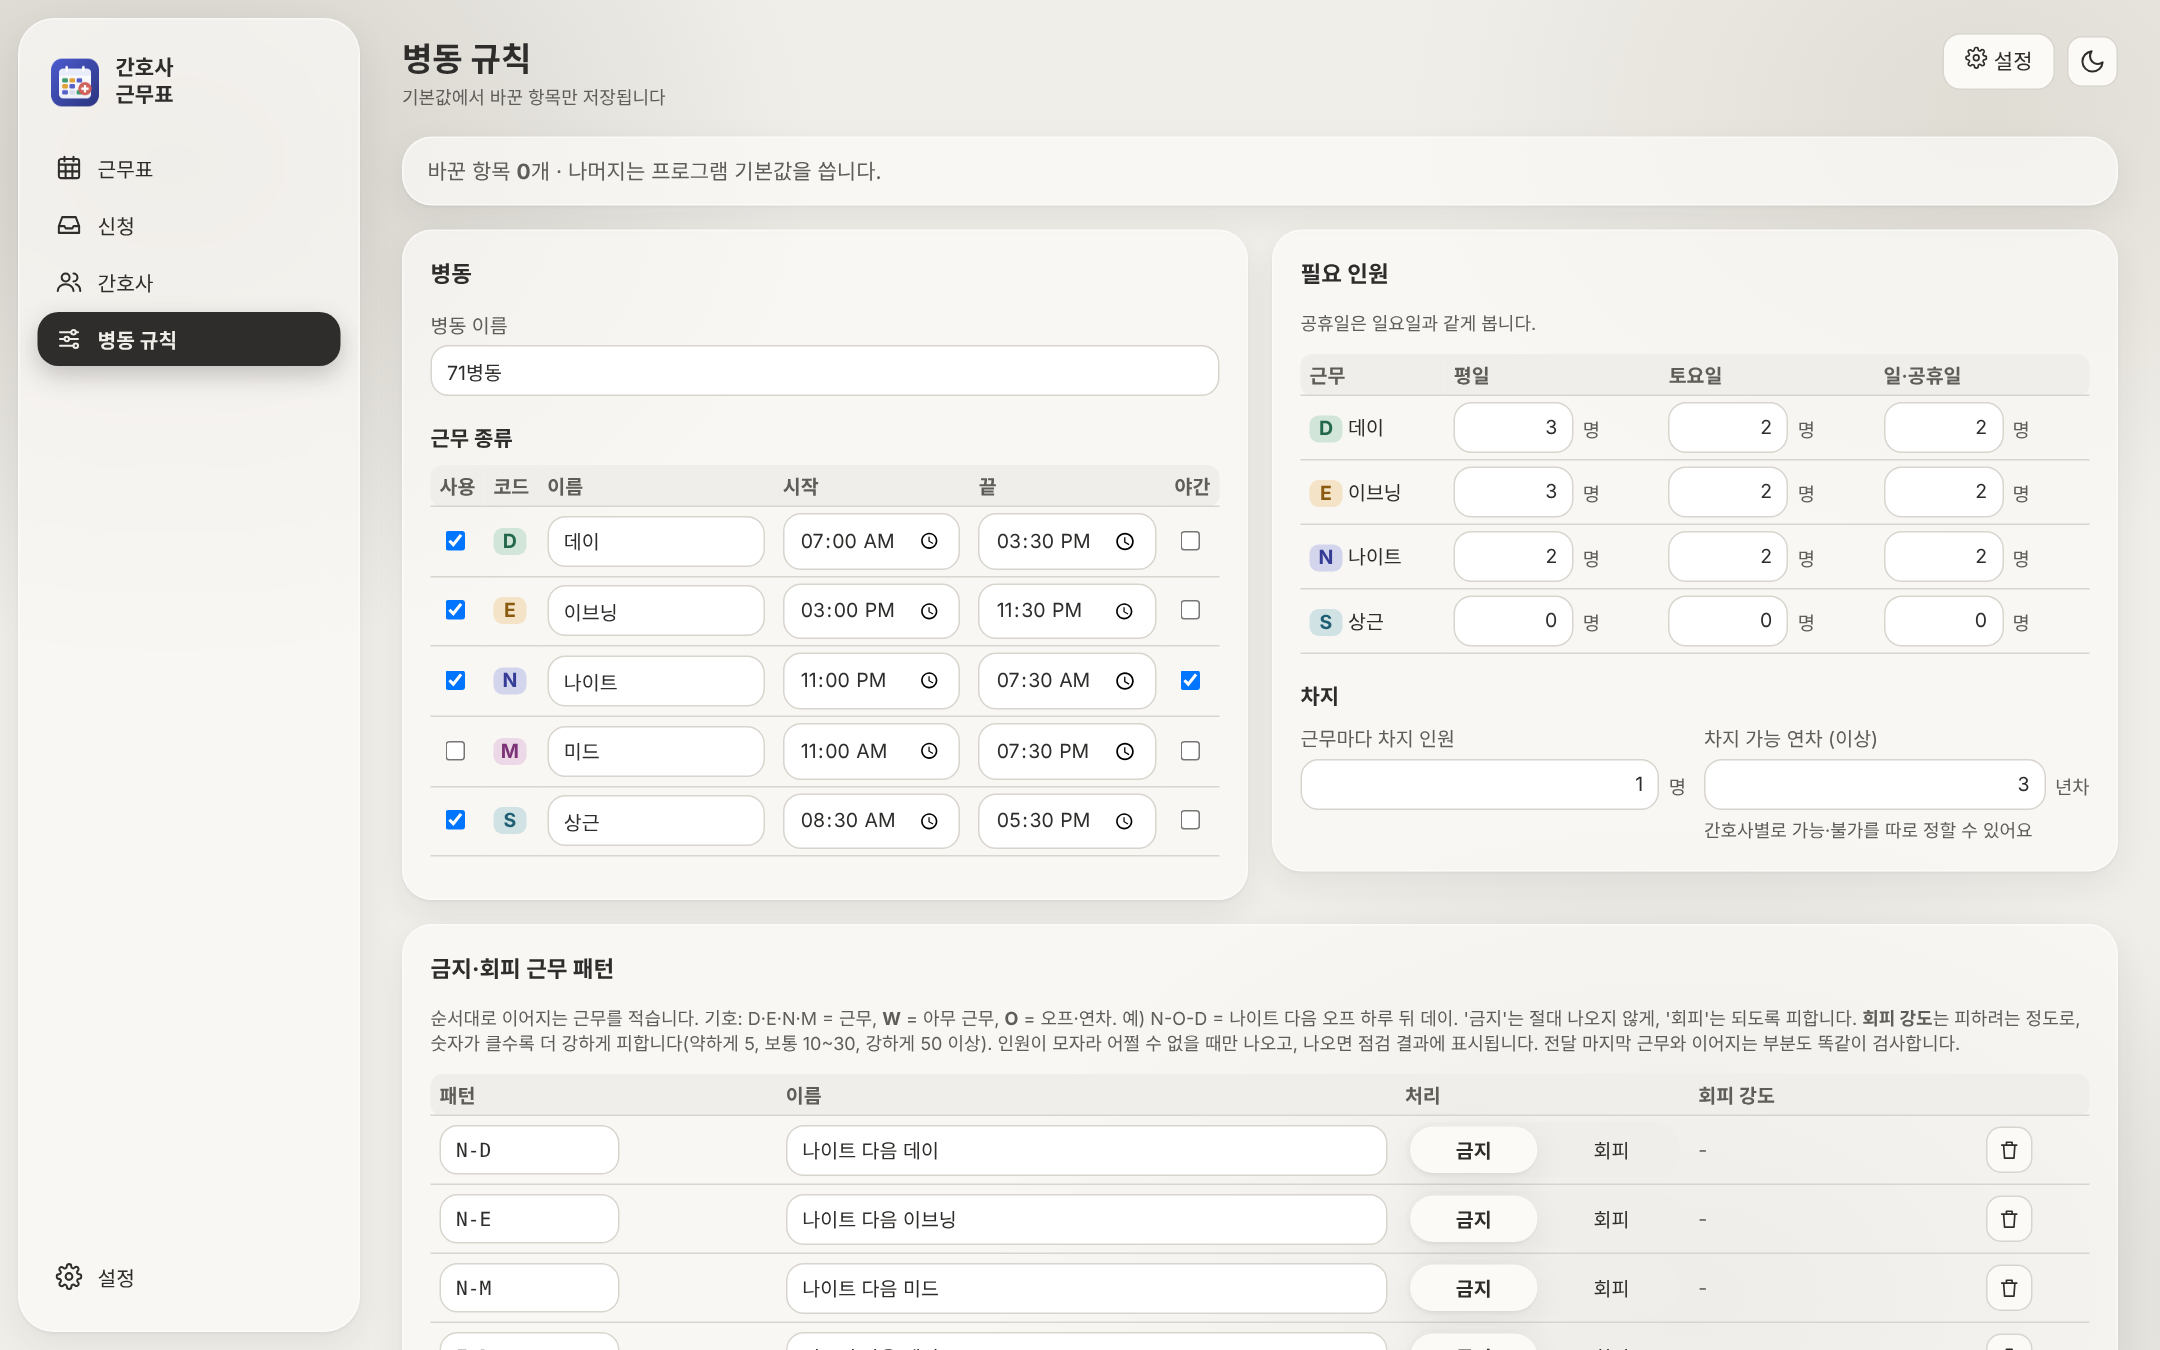 간호사
근무표
근무표
신청
간호사
병동 규칙
설정
병동 규칙
기본값에서 바꾼 항목만 저장됩니다
설정
바꾼 항목 0개 · 나머지는 프로그램 기본값을 씁니다.
병동
병동 이름
71병동
근무 종류
사용 코드 이름 시작 끝 야간
D 데이 07:00 AM 03:30 PM
E 이브닝 03:00 PM 11:30 PM
N 나이트 11:00 PM 07:30 AM
M 미드 11:00 AM 07:30 PM
S 상근 08:30 AM 05:30 PM
필요 인원
공휴일은 일요일과 같게 봅니다.
근무 평일 토요일 일·공휴일
D 데이 3 명 2 명 2 명
E 이브닝 3 명 2 명 2 명
N 나이트 2 명 2 명 2 명
S 상근 0 명 0 명 0 명
차지
근무마다 차지 인원 차지 가능 연차 (이상)
1 명 3 년차
간호사별로 가능·불가를 따로 정할 수 있어요
금지·회피 근무 패턴
순서대로 이어지는 근무를 적습니다. 기호: D·E·N·M = 근무, W = 아무 근무, O = 오프·연차. 예) N-O-D = 나이트 다음 오프 하루 뒤 데이. '금지'는 절대 나오지 않게, '회피'는 되도록 피합니다. 회피 강도는 피하려는 정도로,
숫자가 클수록 더 강하게 피합니다(약하게 5, 보통 10~30, 강하게 50 이상). 인원이 모자라 어쩔 수 없을 때만 나오고, 나오면 점검 결과에 표시됩니다. 전달 마지막 근무와 이어지는 부분도 똑같이 검사합니다.
패턴 이름 처리 회피 강도
N-D 나이트 다음 데이 금지 회피 -
N-E 나이트 다음 이브닝 금지 회피 -
N-M 나이트 다음 미드 금지 회피 -